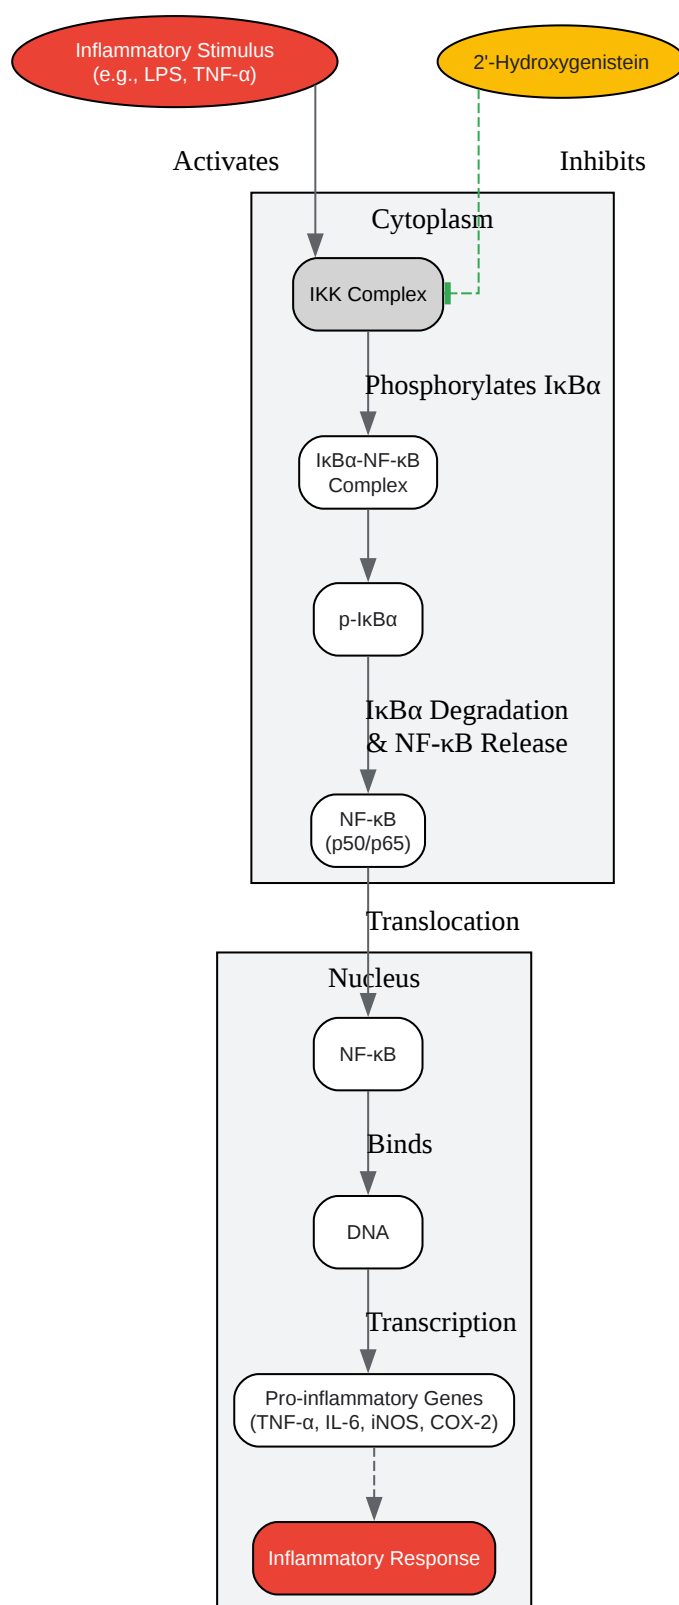 Inflammatory Stimulus
(e.g., LPS, TNF-α)
2'-Hydroxygenistein
Activates
Inhibits
Cytoplasm
IKK Complex
Phosphorylates IκBα
IκBα-NF-κB
Complex
p-IκBα
IκBα Degradation
& NF-κB Release
NF-κB
(p50/p65)
Translocation
Nucleus
NF-κB
Binds
DNA
Transcription
Pro-inflammatory Genes
(TNF-α, IL-6, iNOS, COX-2)
Inflammatory Response